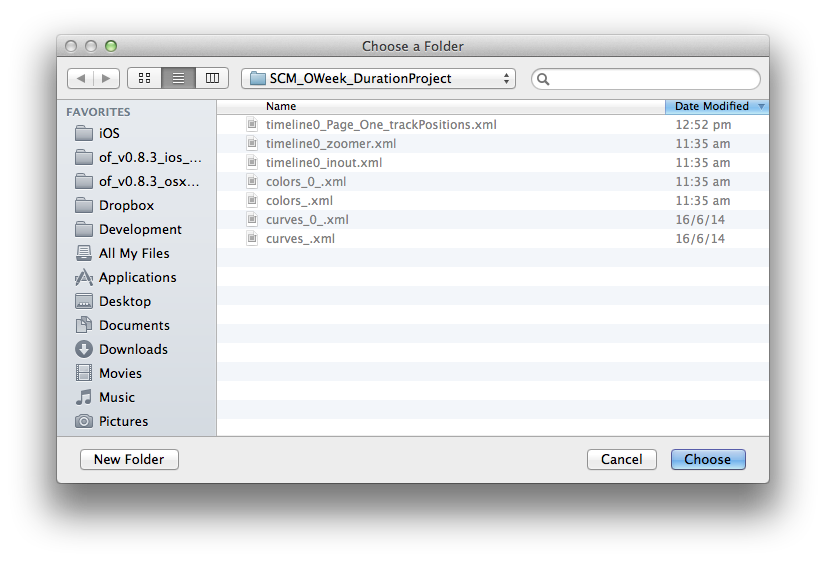 Choose a Folder
SCM_OWeek_DurationProject
FAVORITES
iOS
of_v0.8.3_ios_...
of_v0.8.3_osx...
Dropbox
Development
All My Files
Applications
Desktop
Documents
Downloads
Movies
Music
Pictures
Name Date Modified
timeline0_Page_One_trackPositions.xml 12:52 pm
timeline0_zoomer.xml 11:35 am
timeline0_inout.xml 11:35 am
colors_0_.xml 11:35 am
colors_.xml 11:35 am
curves_0_.xml 16/6/14
curves_.xml 16/6/14
New Folder Cancel Choose